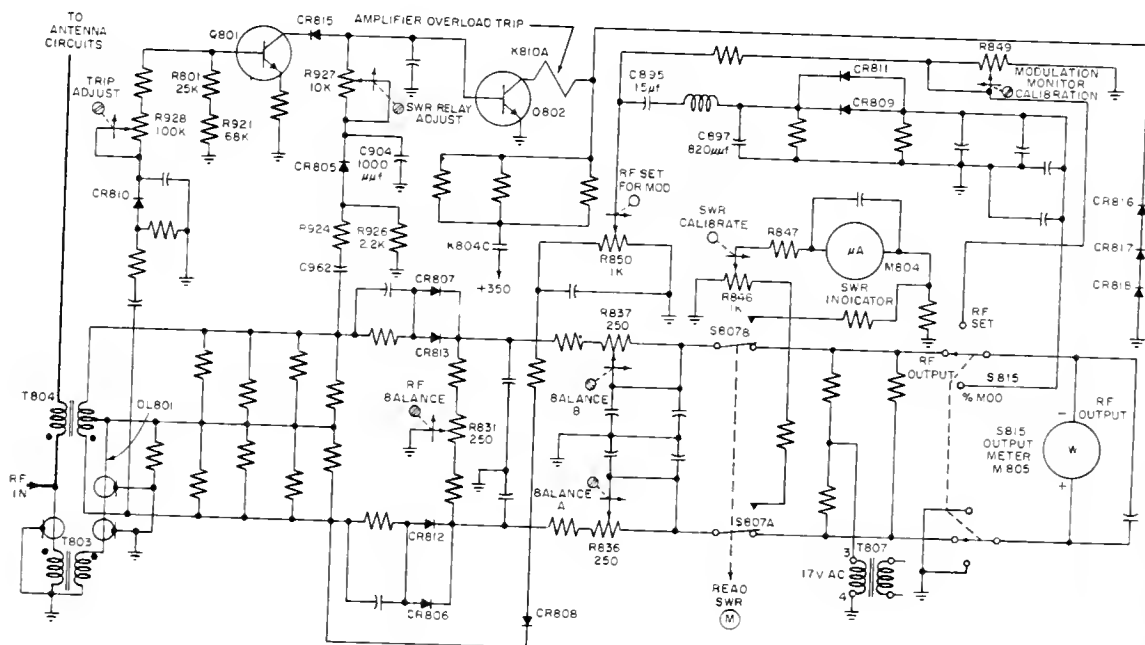 TO
ANTENNA
CIRCUITS
Q801
CR815
AMPLIFIER OVERLOAD TRIP
K810A
TRIP
ADJUST
R928
100K
R801
25K
R921
68K
R927
10K
SWR RELAY
ADJUST
Q802
C895
15µf
CR811
CR809
R849
MODULATION
MONITOR
CALIBRATION
C897
820µµf
CR810
CR805
C904
1000
µµf
RF SET
FOR MOD
SWR
CALIBRATE
R847
µA
M804
SWR
INDICATOR
CR816
CR817
CR818
R924
R926
2.2K
K804C
+350
R850
1K
R846
1K
C962
CR807
CR813
R837
250
S807B
RF
SET
RF
OUTPUT
S815
% MOD
T804
DL801
RF
BALANCE
R831
250
BALANCE
B
RF
OUTPUT
S815
OUTPUT
METER
M805
W
-
+
RF
IN
BALANCE
A
T803
CR812
R836
250
S807A
T807
3
17V AC
4
CR806
CR808
READ
SWR
M